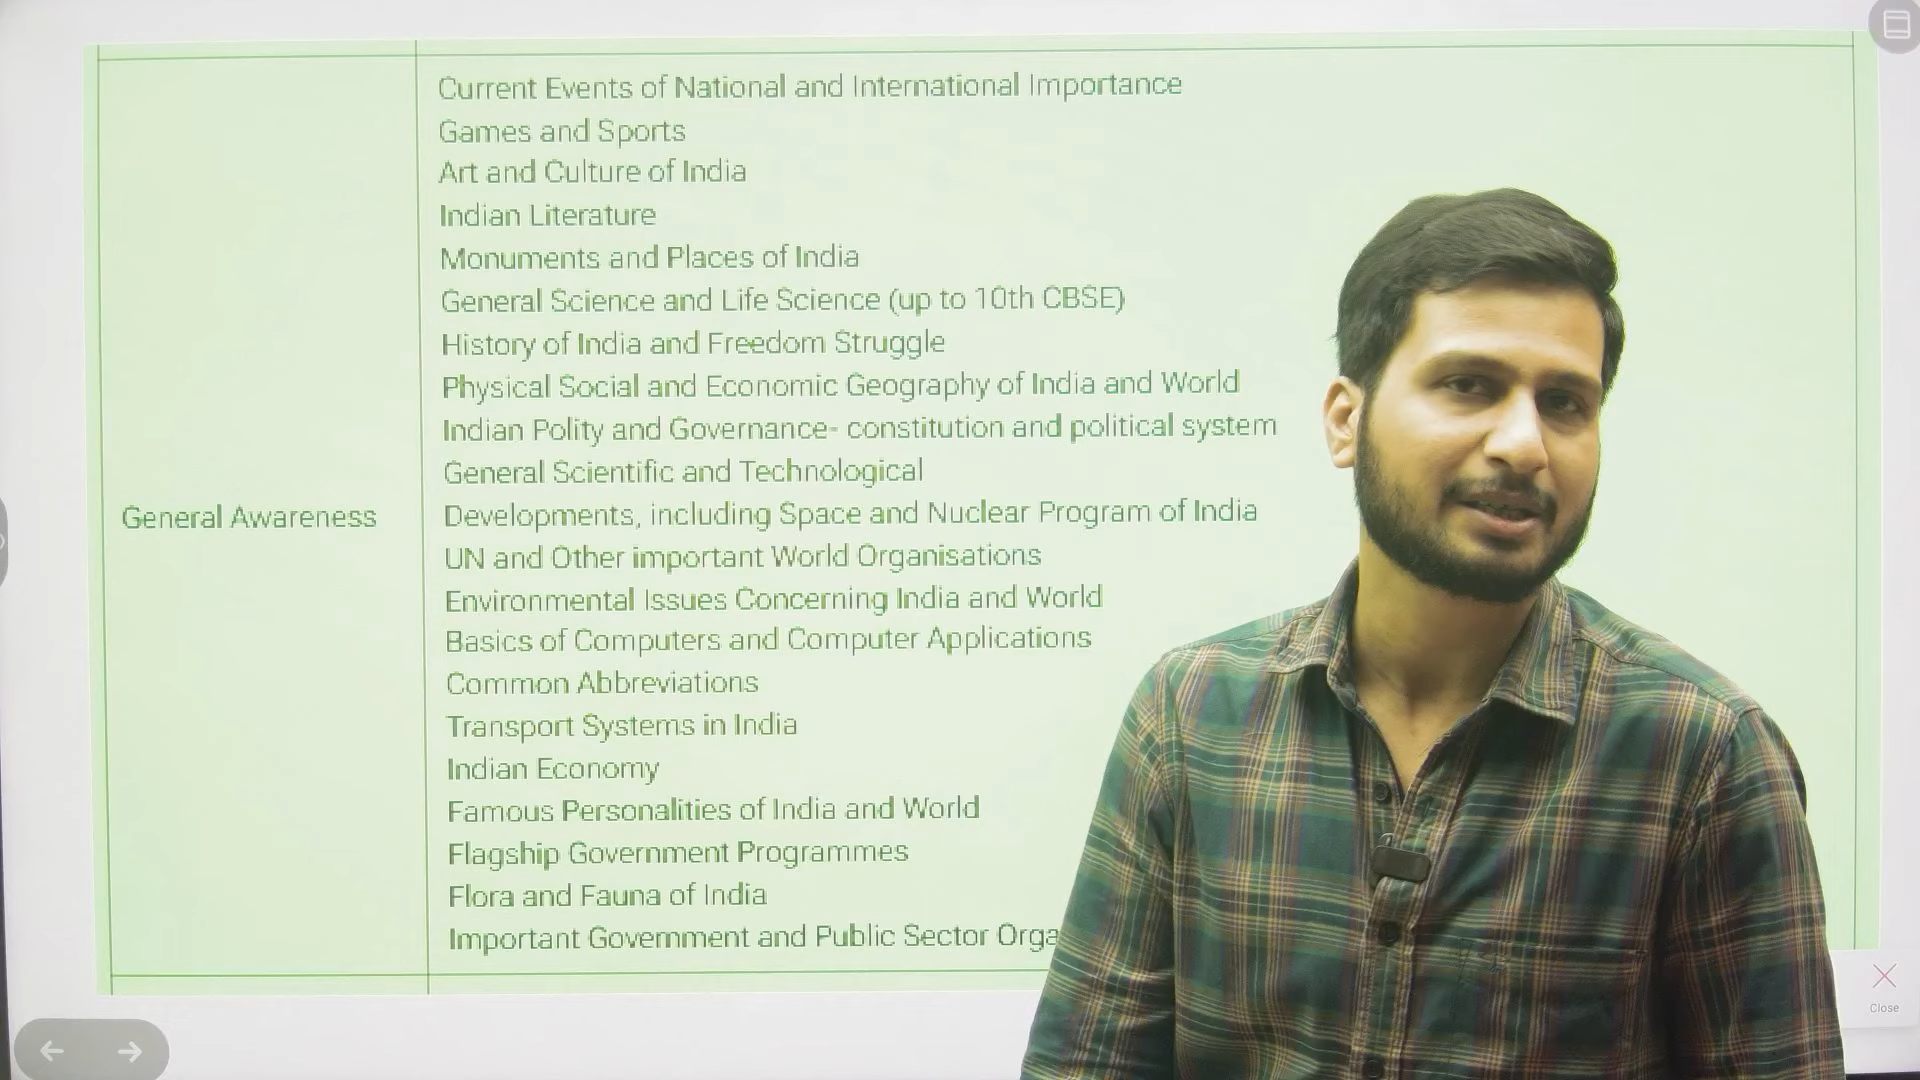 Current Events of National and International Importance
Games and Sports
Art and Culture of India
Indian Literature
Monuments and Places of India
General Science and Life Science (up to 10th CBSE)
History of India and Freedom Struggle
Physical Social and Economic Geography of India and World
Indian Polity and Governance- constitution and political system
General Scientific and Technological
General Awareness
Developments, including Space and Nuclear Program of India
UN and Other important World Organisations
Environmental Issues Concerning India and World
Basics of Computers and Computer Applications
Common Abbreviations
Transport Systems in India
Indian Economy
Famous Personalities of India and World
Flagship Government Programmes
Flora and Fauna of India
Important Government and Public Sector
Close